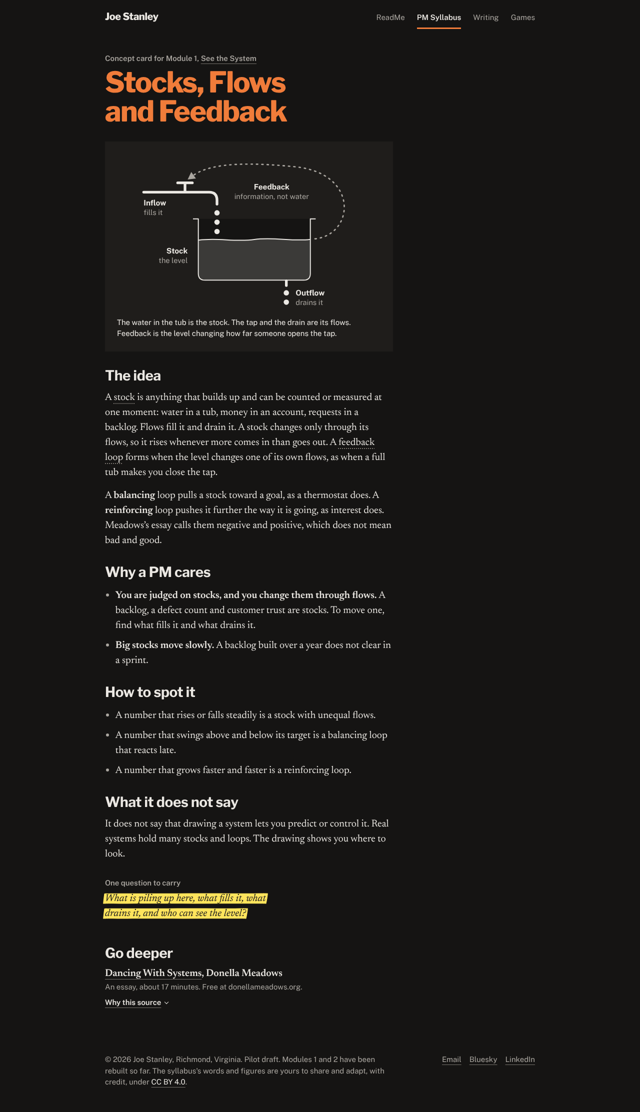 Joe Stanley
ReadMe PM Syllabus Writing Games
Concept card for Module 1, See the System
Stocks, Flows
and Feedback
Feedback
information, not water
Inflow
fills it
Stock
the level
Outflow
drains it
The water in the tub is the stock. The tap and the drain are its flows.
Feedback is the level changing how far someone opens the tap.
The idea
A stock is anything that builds up and can be counted or measured at
one moment: water in a tub, money in an account, requests in a
backlog. Flows fill it and drain it. A stock changes only through its
flows, so it rises whenever more comes in than goes out. A feedback
loop forms when the level changes one of its own flows, as when a full
tub makes you close the tap.
A balancing loop pulls a stock toward a goal, as a thermostat does. A
reinforcing loop pushes it further the way it is going, as interest does.
Meadows's essay calls them negative and positive, which does not mean
bad and good.
Why a PM cares
• You are judged on stocks, and you change them through flows. A
backlog, a defect count and customer trust are stocks. To move one,
find what fills it and what drains it.
• Big stocks move slowly. A backlog built over a year does not clear in
a sprint.
How to spot it
• A number that rises or falls steadily is a stock with unequal flows.
• A number that swings above and below its target is a balancing loop
that reacts late.
• A number that grows faster and faster is a reinforcing loop.
What it does not say
It does not say that drawing a system lets you predict or control it. Real
systems hold many stocks and loops. The drawing shows you where to
look.
One question to carry
What is piling up here, what fills it, what
drains it, and who can see the level?
Go deeper
Dancing With Systems, Donella Meadows
An essay, about 17 minutes. Free at donellameadows.org.
Why this source
© 2026 Joe Stanley, Richmond, Virginia. Pilot draft. Modules 1 and 2 have been
rebuilt so far. The syllabus's words and figures are yours to share and adapt, with
credit, under CC BY 4.0.
Email Bluesky LinkedIn